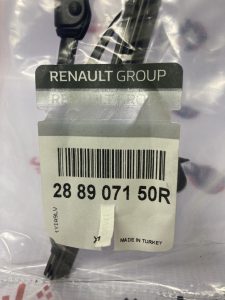 RENAULT GROUP
28 89 071 50R
MADE IN TURKEY